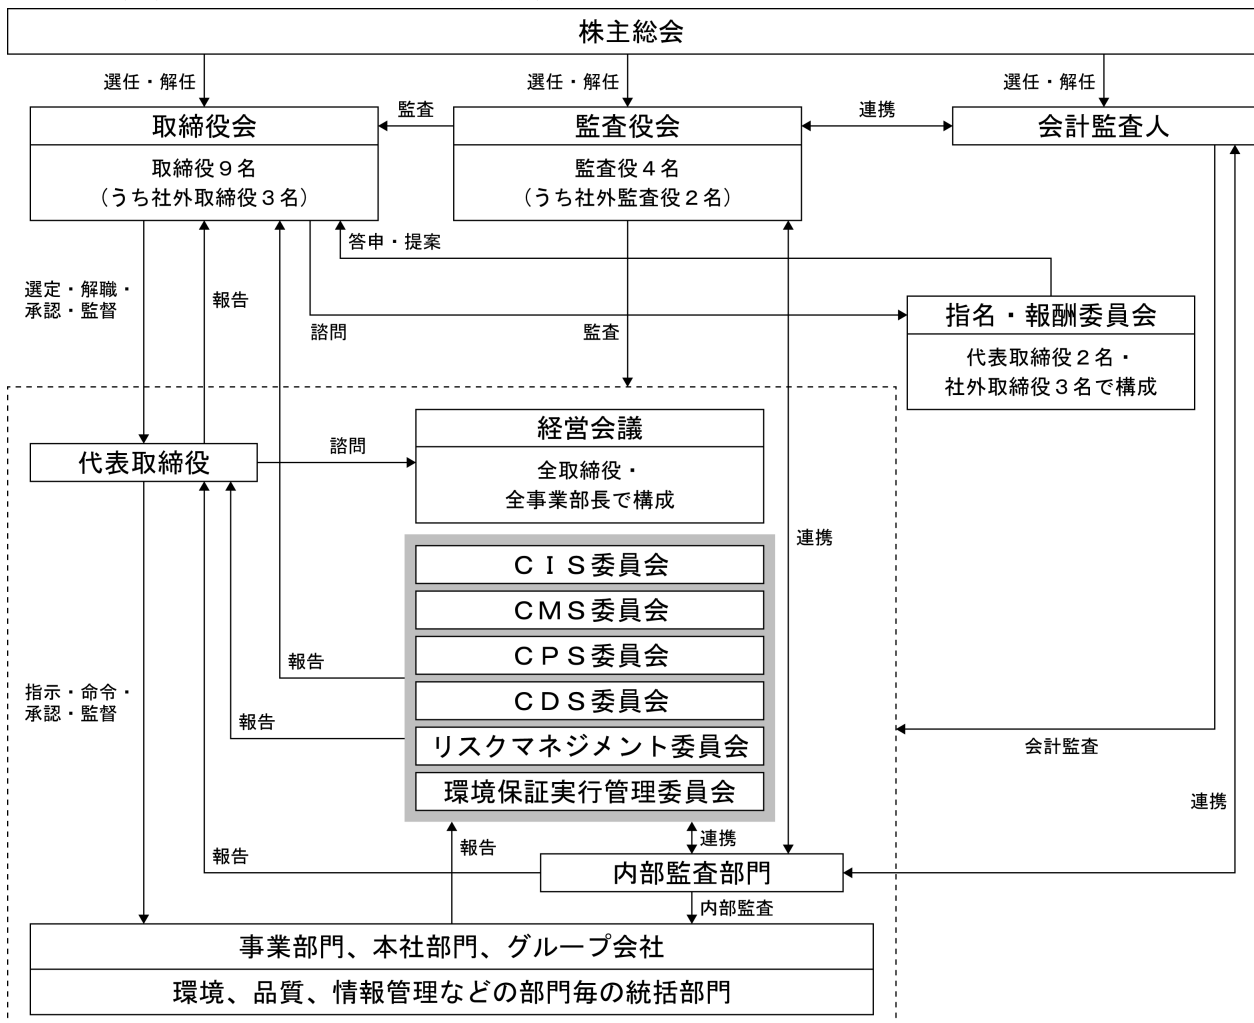 株主総会
選任・解任
選任・解任
選任・解任
取締役会
監査
監査役会
連携
会計監査人
取締役９名
（うち社外取締役３名）
監査役４名
（うち社外監査役２名）
答申・提案
選定・解職・
承認・監督
報告
諮問
監査
指名・報酬委員会
代表取締役２名・
社外取締役３名で構成
代表取締役
諮問
経営会議
全取締役・
全事業部長で構成
連携
ＣＩＳ委員会
ＣＭＳ委員会
ＣＰＳ委員会
ＣＤＳ委員会
リスクマネジメント委員会
環境保証実行管理委員会
報告
指示・命令・
承認・監督
報告
会計監査
連携
報告
報告
連携
内部監査部門
内部監査
事業部門、本社部門、グループ会社
環境、品質、情報管理などの部門毎の統括部門